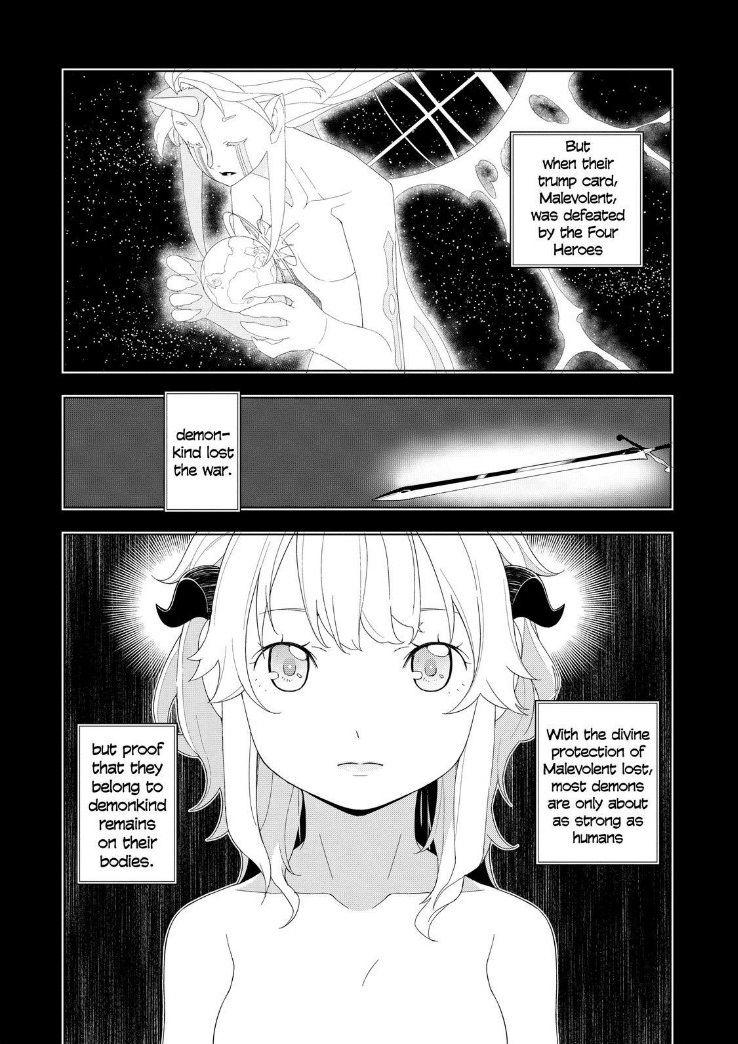 But
when their
trump card,
Malevolent,
was defeated
by the Four
Heroes
demon-
kind lost
the war.
With the divine
protection of
Malevolent lost,
most demons
are only about
as strong as
humans
but proof
that they
belong to
demonkind
remains
on their
bodies.